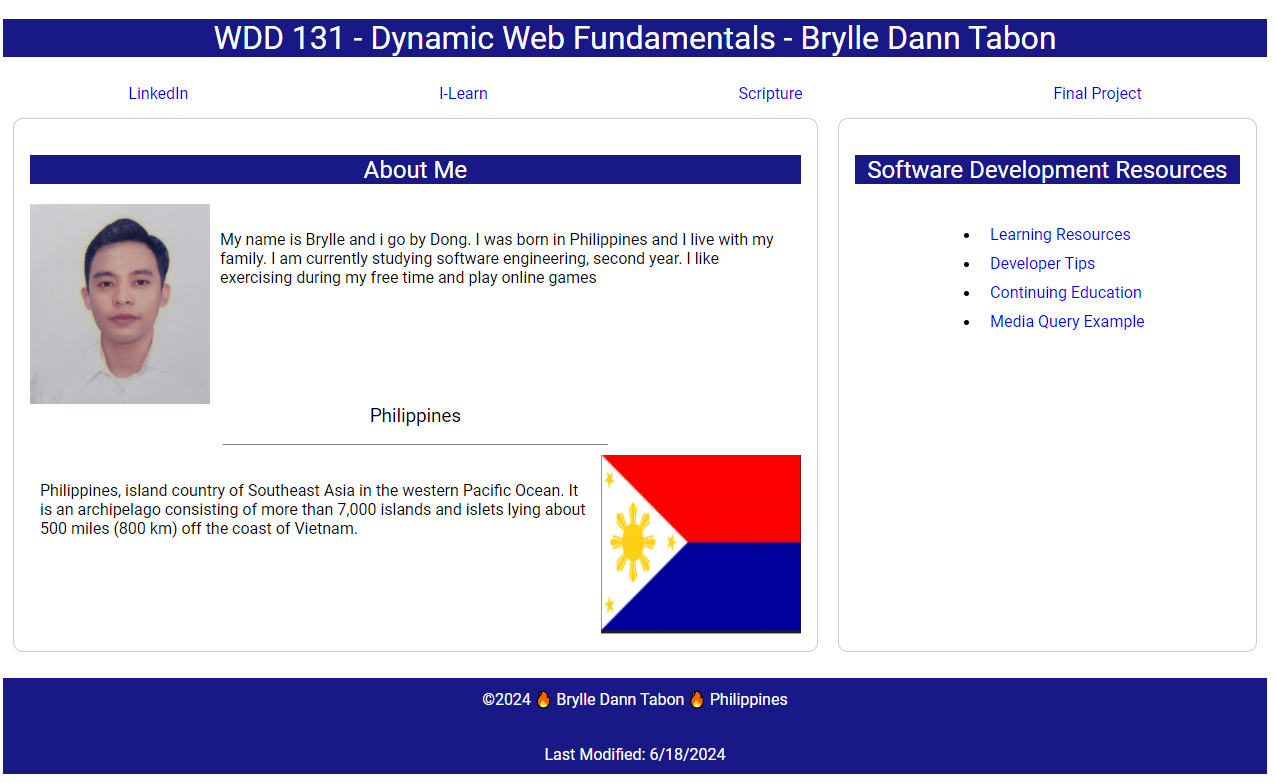 WDD 131 - Dynamic Web Fundamentals - Brylle Dann Tabon
LinkedIn
I-Learn
Scripture
Final Project
About Me
My name is Brylle and i go by Dong. I was born in Philippines and I live with my
family. I am currently studying software engineering, second year. I like
exercising during my free time and play online games
Philippines
Philippines, island country of Southeast Asia in the western Pacific Ocean. It
is an archipelago consisting of more than 7,000 islands and islets lying about
500 miles (800 km) off the coast of Vietnam.
Software Development Resources
Learning Resources
Developer Tips
Continuing Education
Media Query Example
©2024 🔥 Brylle Dann Tabon 🔥 Philippines
Last Modified: 6/18/2024